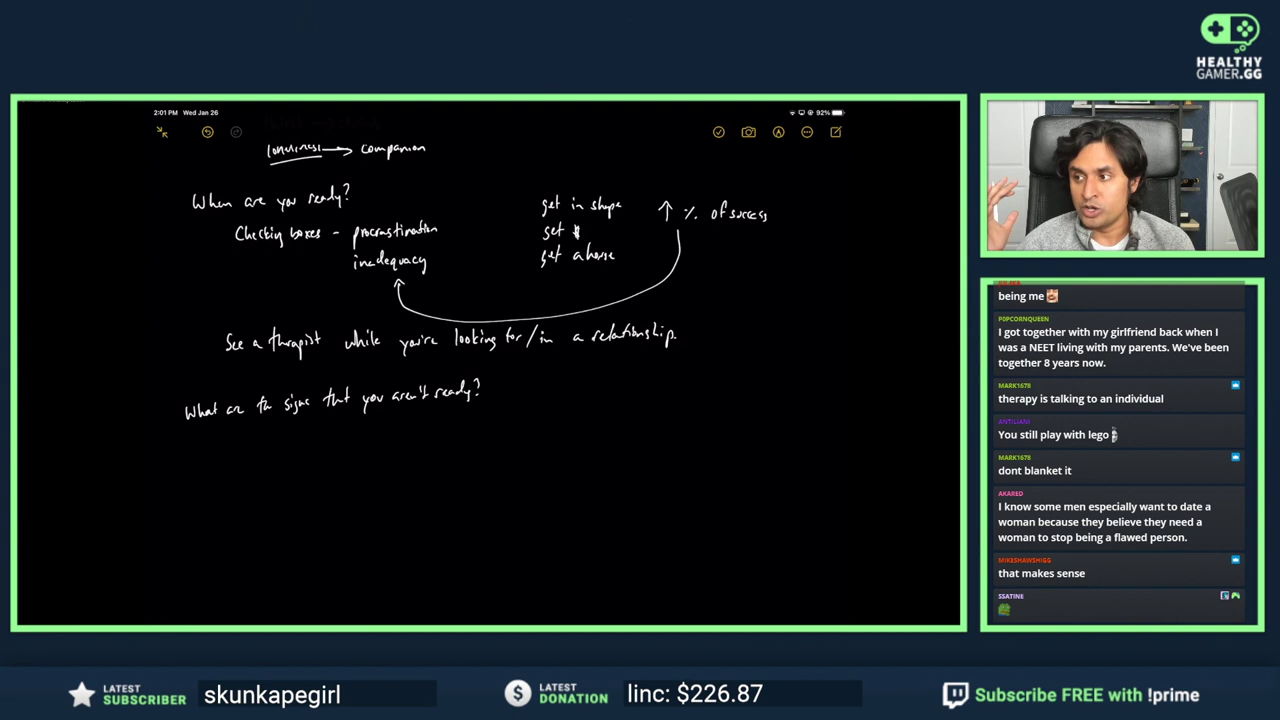 HEALTHY
GAMER.GG
2:01 PM Wed Jan 26
92%
loneliness → companion
When are you ready?
Checking boxes - procrastination
inadequacy
get in shape
get $
get a horse
↑ % of success
See a therapist while you're looking for/in a relationship.
What are the signs that you aren't ready?
being me
P0PCORNQUEEN
I got together with my girlfriend back when I
was a NEET living with my parents. We've been
together 8 years now.
MARK1678
therapy is talking to an individual
ANTILIANI
You still play with lego
MARK1678
dont blanket it
AKARED
I know some men especially want to date a
woman because they believe they need a
woman to stop being a flawed person.
MIKESHAWSHIGG
that makes sense
SSATINE
LATEST
SUBSCRIBER
skunkapegirl
$
LATEST
DONATION
linc: $226.87
Subscribe FREE with !prime